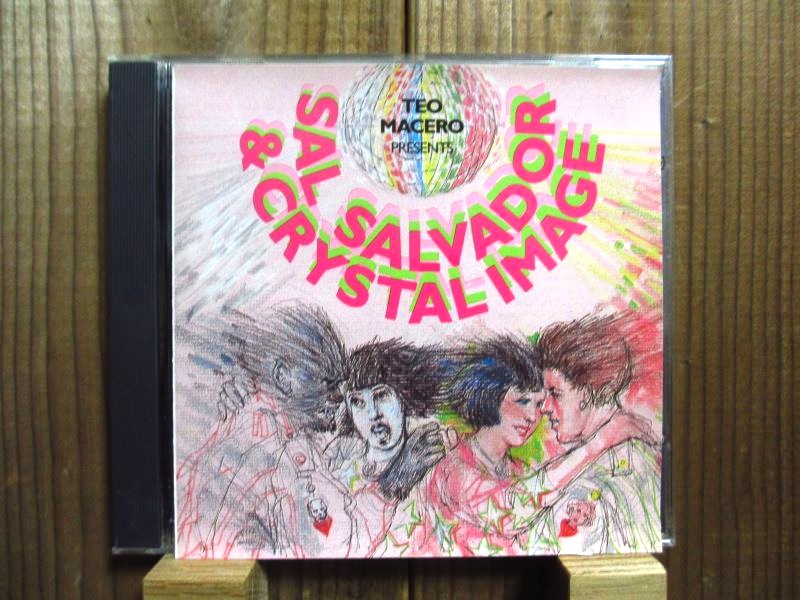 TEO
MACERO
PRESENTS
SAL SALVADOR
& CRYSTAL IMAGE